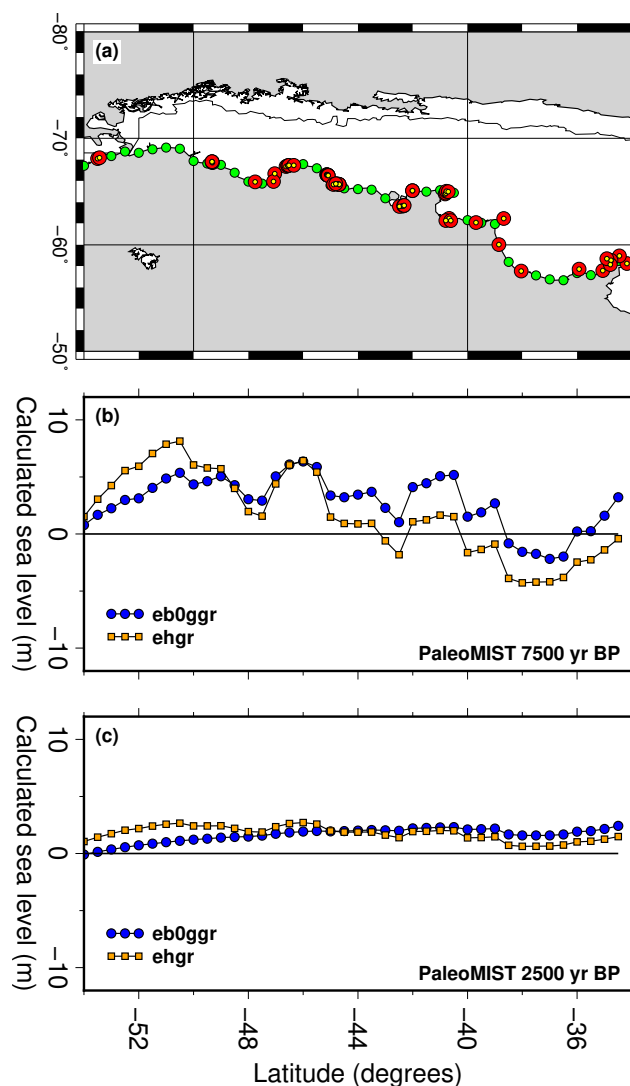 (a)
−80°
−70°
−60°
−50°
(b)
10
0
−10
Calculated sea level (m)
eb0ggr
ehgr
PaleoMIST 7500 yr BP
(c)
10
0
−10
Calculated sea level (m)
eb0ggr
ehgr
PaleoMIST 2500 yr BP
−52 −48 −44 −40 −36
Latitude (degrees)